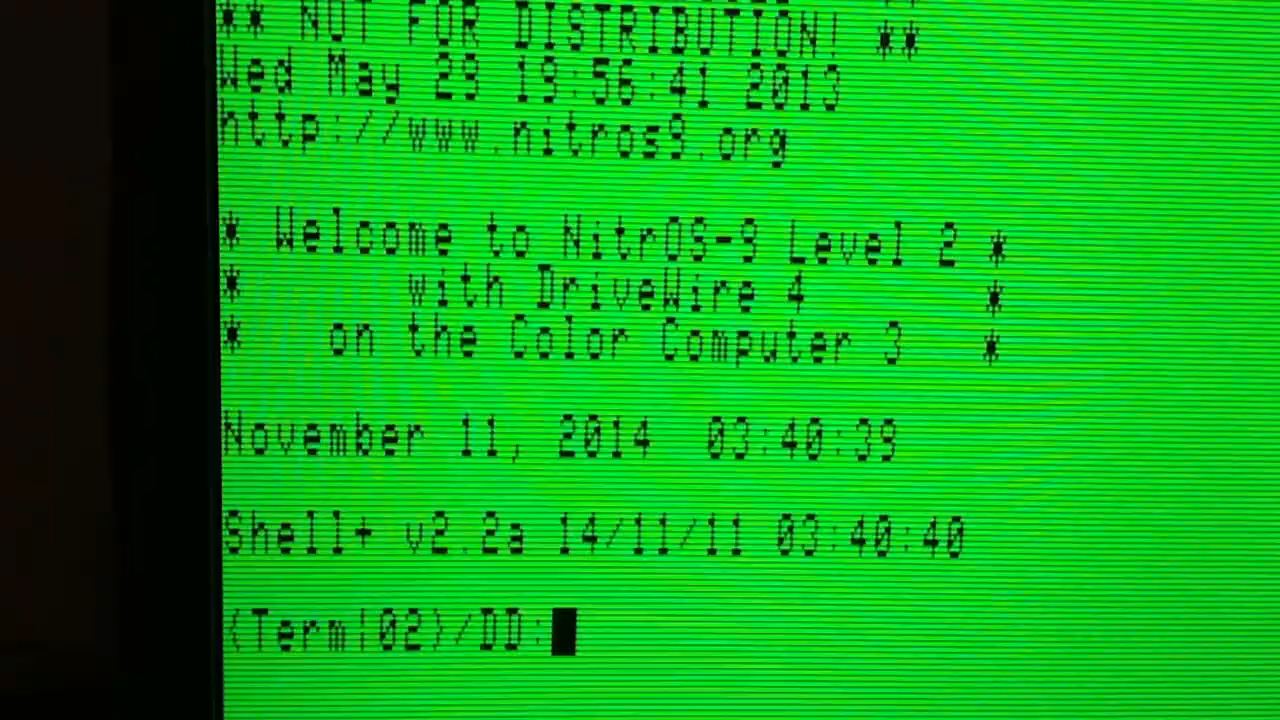 ** NOT FOR DISTRIBUTION! **
Wed May 29 19:56:41 2013
http://www.nitros9.org
* Welcome to NitrOS-9 Level 2 *
* with DriveWire 4 *
* on the Color Computer 3 *
November 11, 2014 03:40:39
Shell+ v2.2a 14/11/11 03:40:40
{Term|02}/DD: